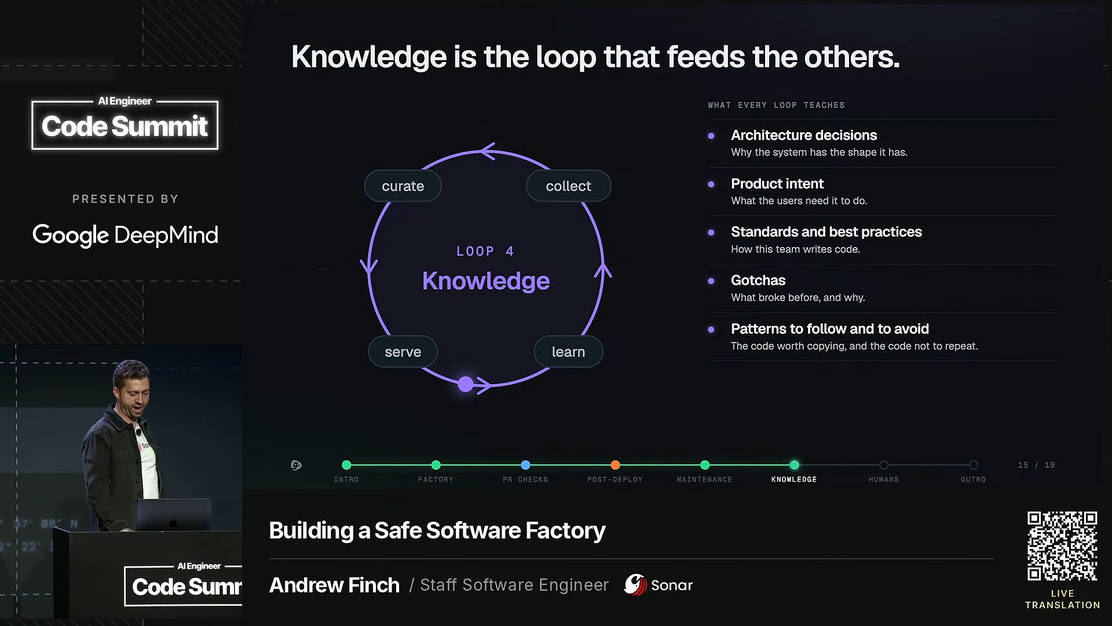 AI Engineer
Code Summit
PRESENTED BY
Google DeepMind
Knowledge is the loop that feeds the others.
curate
collect
LOOP 4
Knowledge
serve
learn
WHAT EVERY LOOP TEACHES
Architecture decisions
Why the system has the shape it has.
Product intent
What the users need it to do.
Standards and best practices
How this team writes code.
Gotchas
What broke before, and why.
Patterns to follow and to avoid
The code worth copying, and the code not to repeat.
INTRO
FACTORY
PR CHECKS
POST-DEPLOY
MAINTENANCE
KNOWLEDGE
HUMANS
OUTRO
15 / 19
AI Engineer
Code Summ
Building a Safe Software Factory
Andrew Finch / Staff Software Engineer
Sonar
LIVE
TRANSLATION